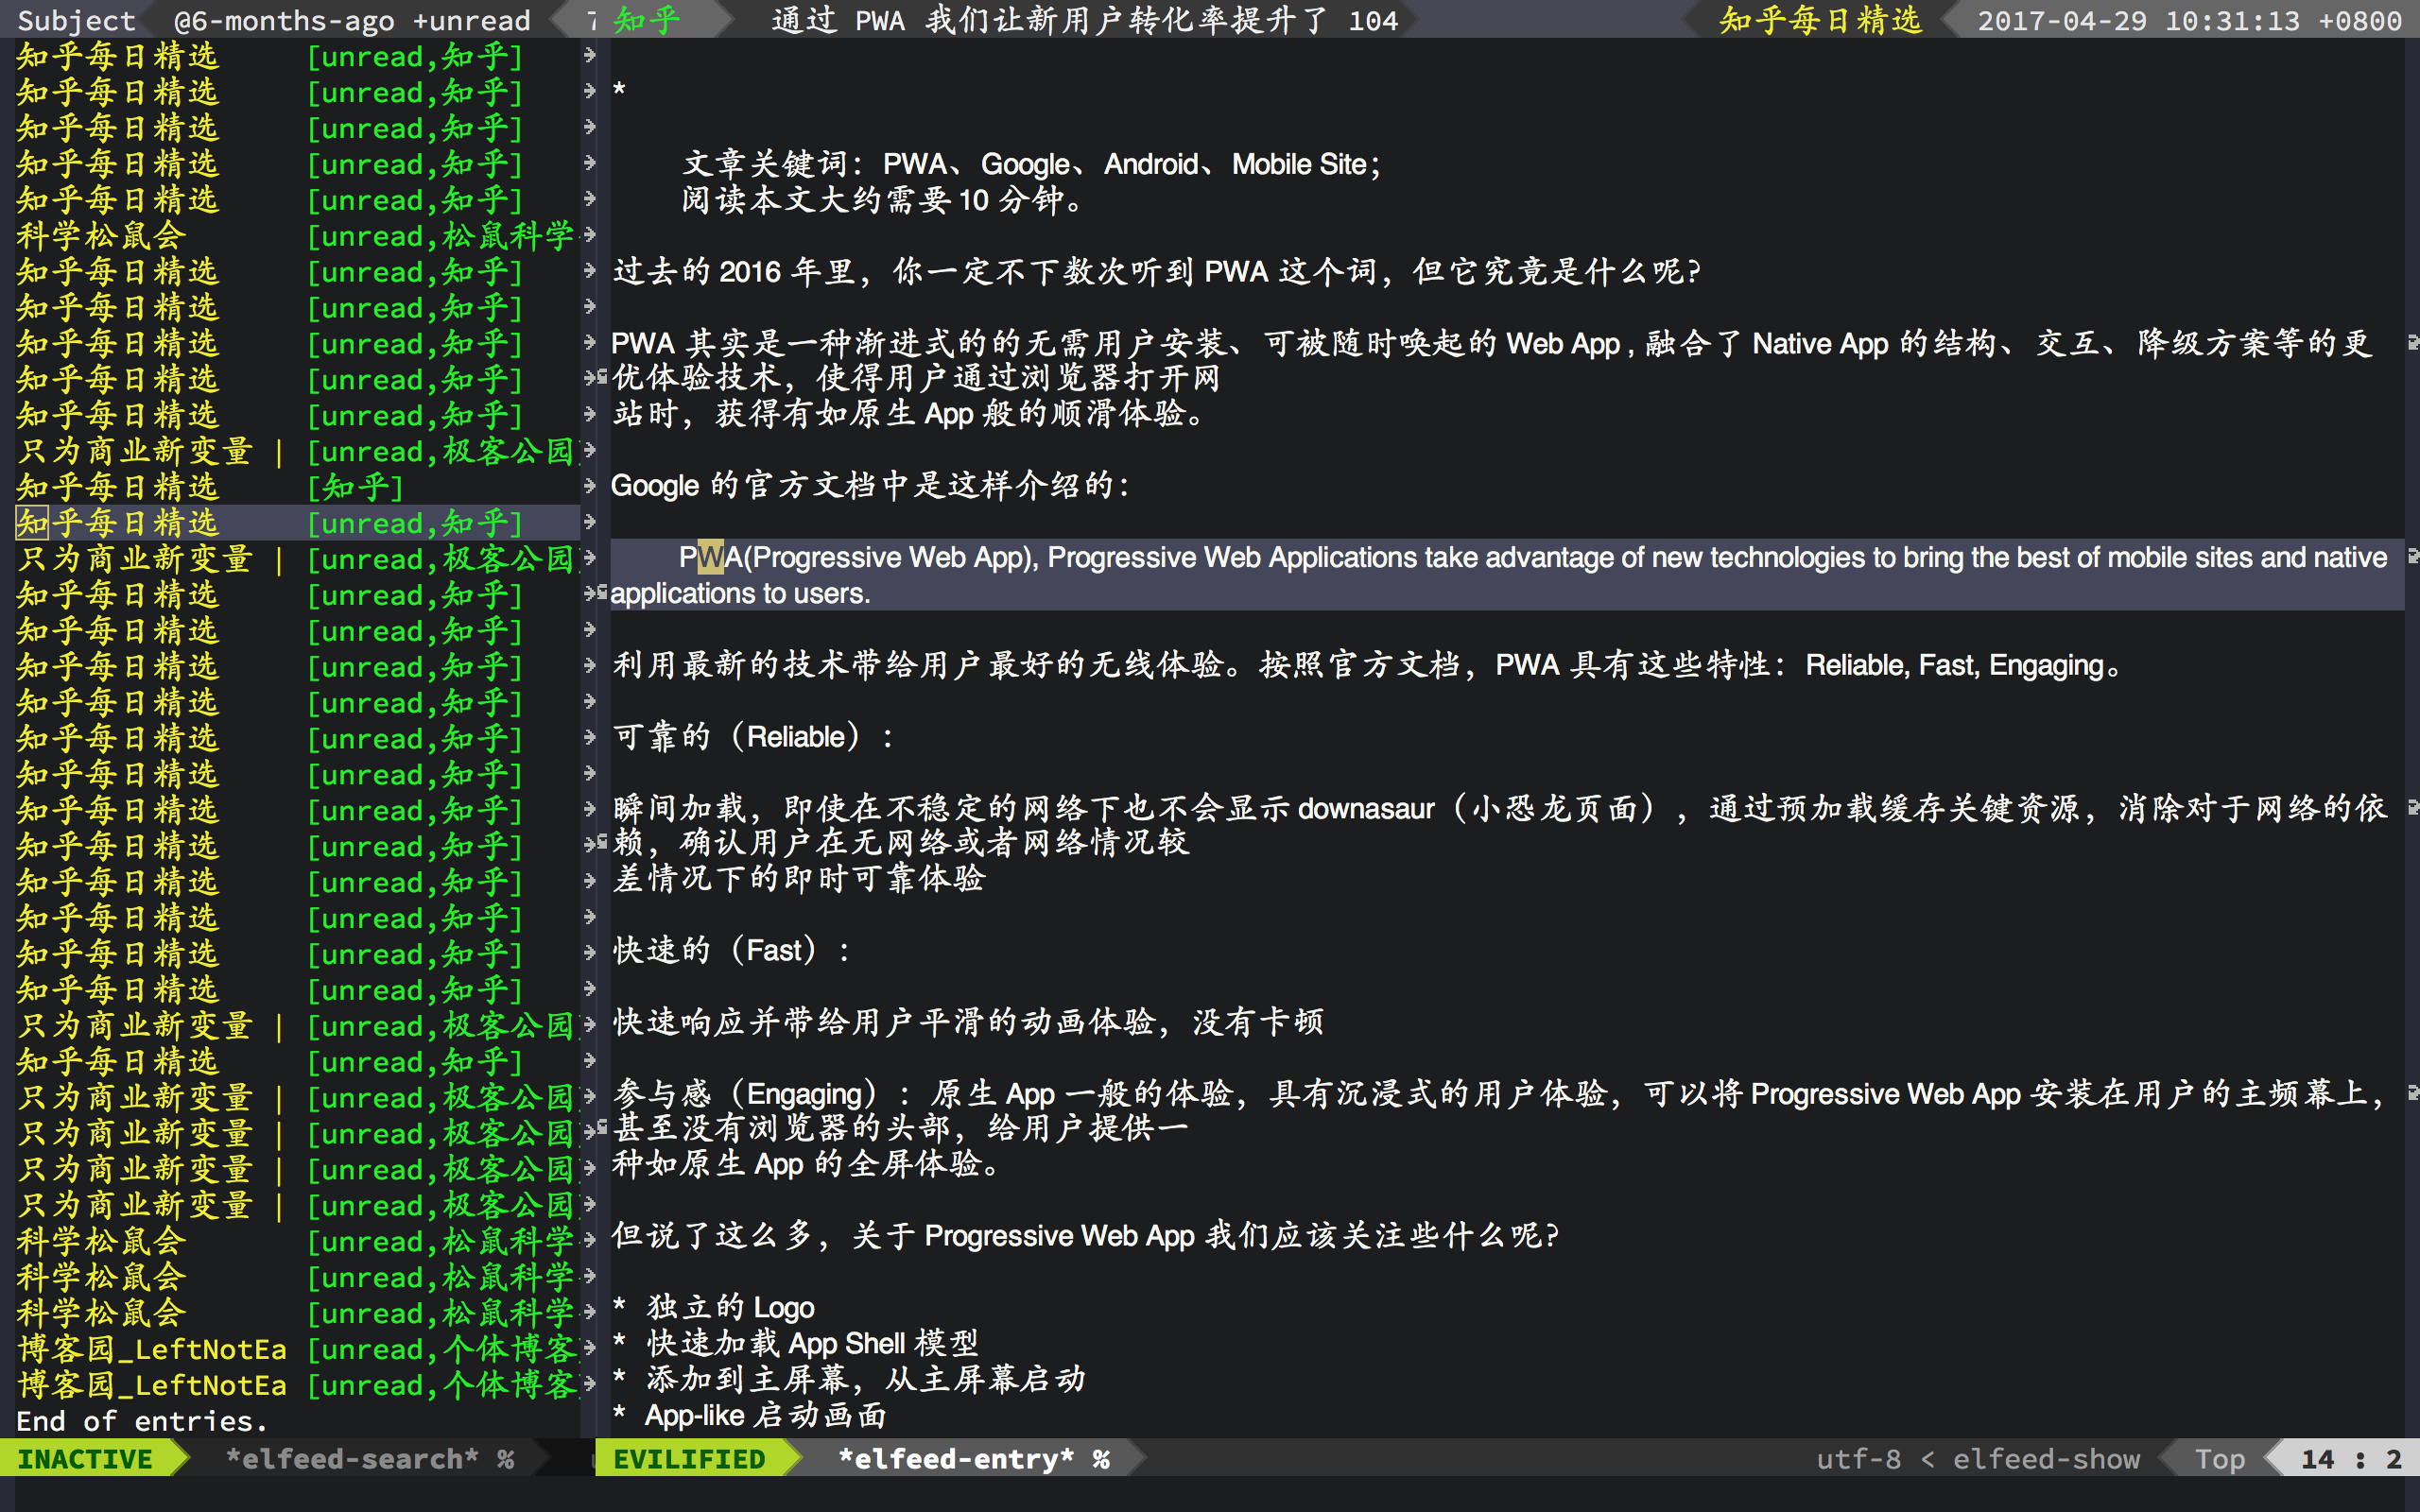 Subject @6-months-ago +unread 7
知乎每日精选 [unread,知乎]
知乎每日精选 [unread,知乎]
知乎每日精选 [unread,知乎]
知乎每日精选 [unread,知乎]
知乎每日精选 [unread,知乎]
科学松鼠会 [unread,松鼠科学
知乎每日精选 [unread,知乎]
知乎每日精选 [unread,知乎]
知乎每日精选 [unread,知乎]
知乎每日精选 [unread,知乎]
知乎每日精选 [unread,知乎]
只为商业新变量 | [unread,极客公园]
知乎每日精选 [知乎]
知乎每日精选 [unread,知乎]
只为商业新变量 | [unread,极客公园]
知乎每日精选 [unread,知乎]
知乎每日精选 [unread,知乎]
知乎每日精选 [unread,知乎]
知乎每日精选 [unread,知乎]
知乎每日精选 [unread,知乎]
知乎每日精选 [unread,知乎]
知乎每日精选 [unread,知乎]
知乎每日精选 [unread,知乎]
知乎每日精选 [unread,知乎]
知乎每日精选 [unread,知乎]
知乎每日精选 [unread,知乎]
知乎每日精选 [unread,知乎]
只为商业新变量 | [unread,极客公园]
知乎每日精选 [unread,知乎]
只为商业新变量 | [unread,极客公园]
只为商业新变量 | [unread,极客公园]
只为商业新变量 | [unread,极客公园]
只为商业新变量 | [unread,极客公园]
科学松鼠会 [unread,松鼠科学
科学松鼠会 [unread,松鼠科学
科学松鼠会 [unread,松鼠科学
博客园_LeftNotEa [unread,个体博客]
博客园_LeftNotEa [unread,个体博客]
End of entries.
INACTIVE *elfeed-search* %
知乎 通过 PWA 我们让新用户转化率提升了 104 知乎每日精选 2017-04-29 10:31:13 +0800
*
文章关键词：PWA、Google、Android、Mobile Site；
阅读本文大约需要 10 分钟。
过去的 2016 年里，你一定不下数次听到 PWA 这个词，但它究竟是什么呢？
PWA 其实是一种渐进式的的无需用户安装、可被随时唤起的 Web App , 融合了 Native App 的结构、交互、降级方案等的更
优体验技术，使得用户通过浏览器打开网
站时，获得有如原生 App 般的顺滑体验。
Google 的官方文档中是这样介绍的：
PWA(Progressive Web App), Progressive Web Applications take advantage of new technologies to bring the best of mobile sites and native
applications to users.
利用最新的技术带给用户最好的无线体验。按照官方文档，PWA 具有这些特性：Reliable, Fast, Engaging。
可靠的（Reliable）：
瞬间加载，即使在不稳定的网络下也不会显示 downasaur（小恐龙页面），通过预加载缓存关键资源，消除对于网络的依
赖，确认用户在无网络或者网络情况较
差情况下的即时可靠体验
快速的（Fast）：
快速响应并带给用户平滑的动画体验，没有卡顿
参与感（Engaging）：原生 App 一般的体验，具有沉浸式的用户体验，可以将 Progressive Web App 安装在用户的主频幕上，
甚至没有浏览器的头部，给用户提供一
种如原生 App 的全屏体验。
但说了这么多，关于 Progressive Web App 我们应该关注些什么呢？
* 独立的 Logo
* 快速加载 App Shell 模型
* 添加到主屏幕，从主屏幕启动
* App-like 启动画面
EVILIFIED *elfeed-entry* % utf-8 < elfeed-show Top 14 : 2